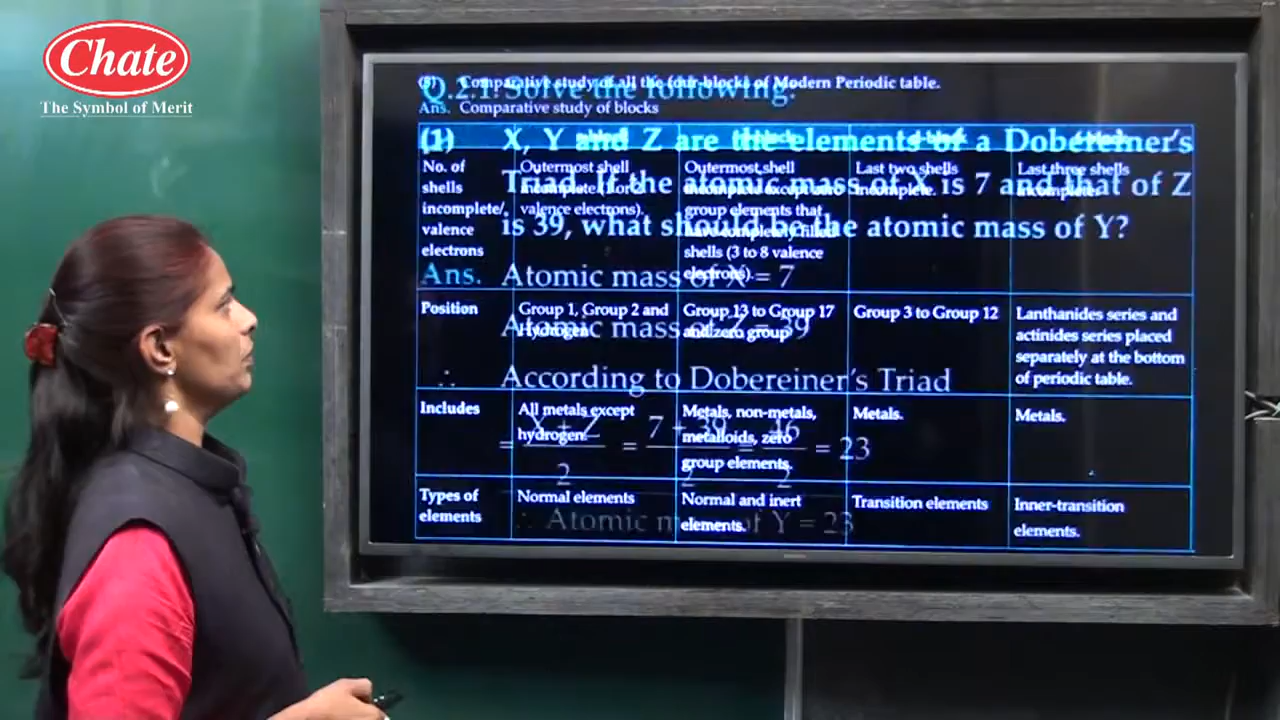 Chate
The Symbol of Merit
(5) Comparative study of all the four-blocks of Modern Periodic table.
Ans. Comparative study of blocks
No. of shells incomplete/ valence electrons
Outermost shell incomplete valence electrons).
Outermost shell incomplete except group elements that have completely filled shells (3 to 8 valence electrons).
Last two shells incomplete.
Last three shells incomplete.
Position
Group 1, Group 2 and Hydrogen
Group 13 to Group 17 and zero group
Group 3 to Group 12
Lanthanides series and actinides series placed separately at the bottom of periodic table.
Includes
All metals except hydrogen.
Metals, non-metals, metalloids, zero group elements.
Metals.
Metals.
Types of elements
Normal elements
Normal and inert elements.
Transition elements
Inner-transition elements.
Q.2.1. Solve the following:
(1) X, Y and Z are the elements of a Dobereiner's
Triad. If the atomic mass of X is 7 and that of Z
is 39, what should be the atomic mass of Y?
Ans. Atomic mass of X = 7
Atomic mass of Z = 39
∴ According to Dobereiner's Triad
= X + Z / 2 = 7 + 39 / 2 = 46 / 2 = 23
∴ Atomic mass of Y = 23